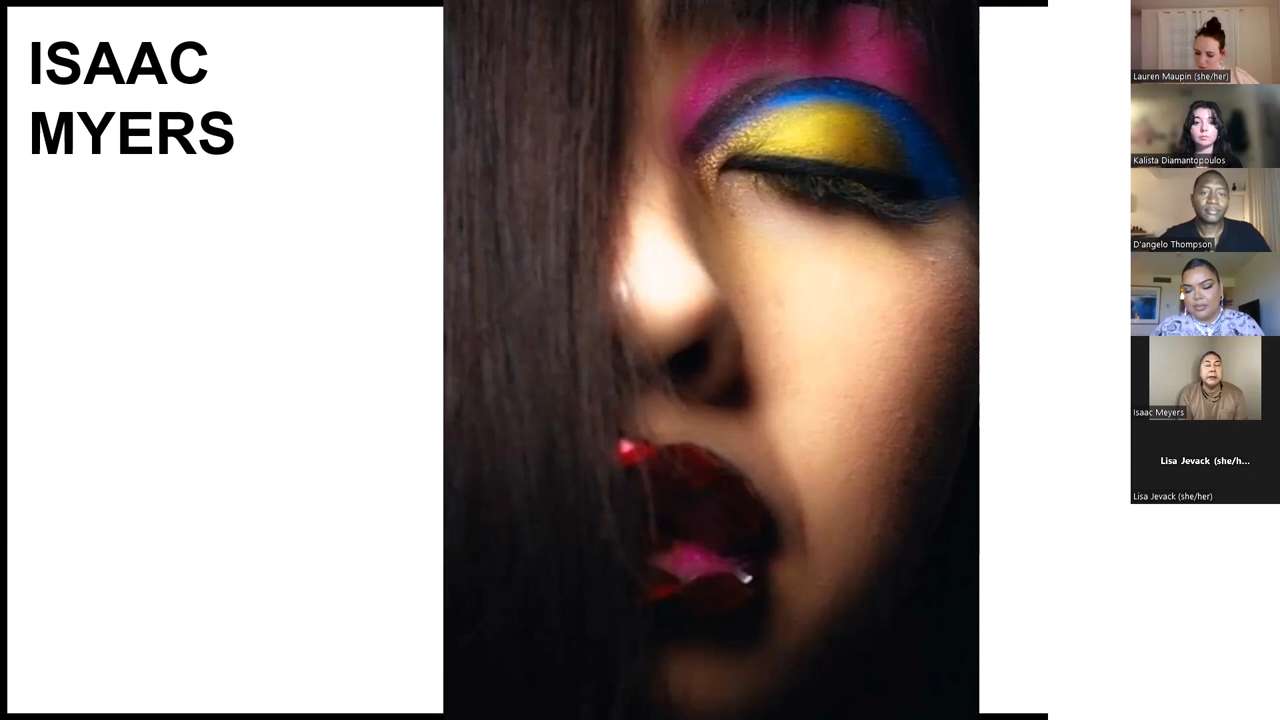 ISAAC
MYERS
Lauren Maupin (she/her)
Kalista Diamantopoulos
D'angelo Thompson
Isaac Meyers
Lisa Jevack (she/h...
Lisa Jevack (she/her)